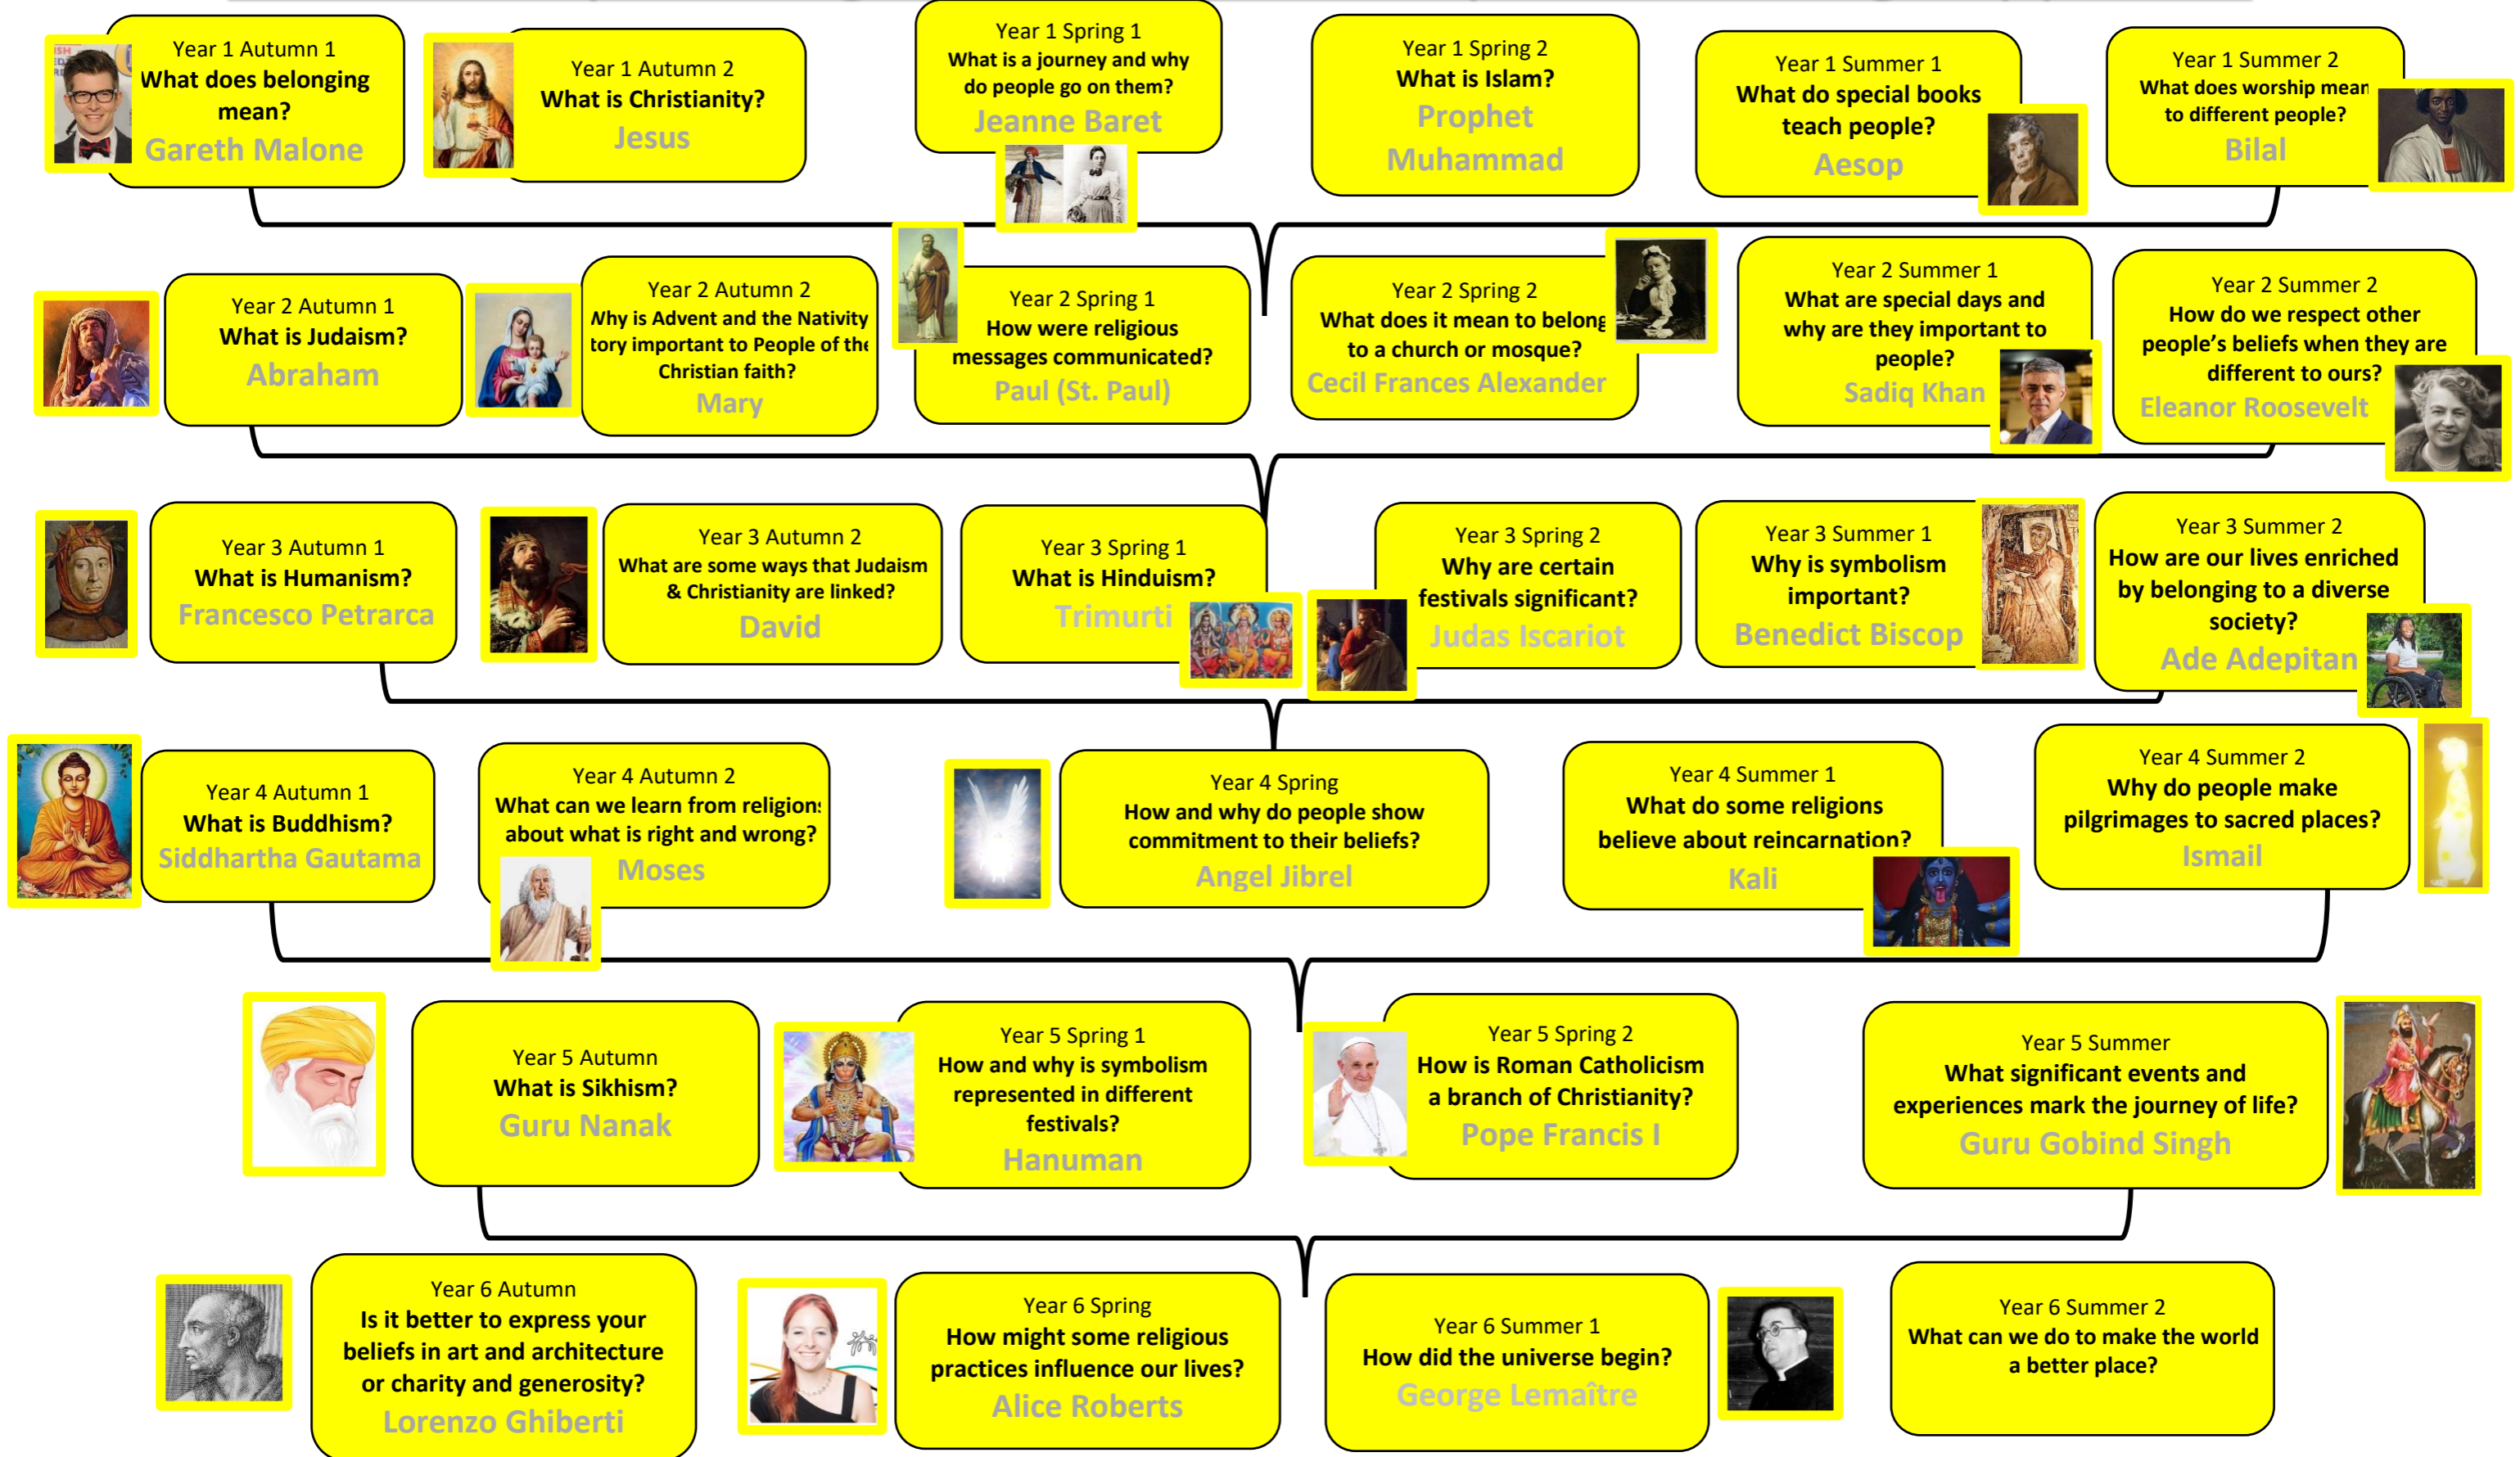 Year 1 Autumn 1
What does belonging
mean?
Gareth Malone
Year 1 Autumn 2
What is Christianity?
Jesus
Year 1 Spring 1
What is a journey and why
do people go on them?
Jeanne Baret
Year 1 Spring 2
What is Islam?
Prophet
Muhammad
Year 1 Summer 1
What do special books
teach people?
Aesop
Year 1 Summer 2
What does worship mean
to different people?
Bilal
Year 2 Autumn 1
What is Judaism?
Abraham
Year 2 Autumn 2
Why is Advent and the Nativity
tory important to People of the
Christian faith?
Mary
Year 2 Spring 1
How were religious
messages communicated?
Paul (St. Paul)
Year 2 Spring 2
What does it mean to belong
to a church or mosque?
Cecil Frances Alexander
Year 2 Summer 1
What are special days and
why are they important to
people?
Sadiq Khan
Year 2 Summer 2
How do we respect other
people’s beliefs when they are
different to ours?
Eleanor Roosevelt
Year 3 Autumn 1
What is Humanism?
Francesco Petrarca
Year 3 Autumn 2
What are some ways that Judaism
& Christianity are linked?
David
Year 3 Spring 1
What is Hinduism?
Trimurti
Year 3 Spring 2
Why are certain
festivals significant?
Judas Iscariot
Year 3 Summer 1
Why is symbolism
important?
Benedict Biscop
Year 3 Summer 2
How are our lives enriched
by belonging to a diverse
society?
Ade Adepitan
Year 4 Autumn 1
What is Buddhism?
Siddhartha Gautama
Year 4 Autumn 2
What can we learn from religions
about what is right and wrong?
Moses
Year 4 Spring
How and why do people show
commitment to their beliefs?
Angel Jibrel
Year 4 Summer 1
What do some religions
believe about reincarnation?
Kali
Year 4 Summer 2
Why do people make
pilgrimages to sacred places?
Ismail
Year 5 Autumn
What is Sikhism?
Guru Nanak
Year 5 Spring 1
How and why is symbolism
represented in different
festivals?
Hanuman
Year 5 Spring 2
How is Roman Catholicism
a branch of Christianity?
Pope Francis I
Year 5 Summer
What significant events and
experiences mark the journey of life?
Guru Gobind Singh
Year 6 Autumn
Is it better to express your
beliefs in art and architecture
or charity and generosity?
Lorenzo Ghiberti
Year 6 Spring
How might some religious
practices influence our lives?
Alice Roberts
Year 6 Summer 1
How did the universe begin?
George Lemaître
Year 6 Summer 2
What can we do to make the world
a better place?